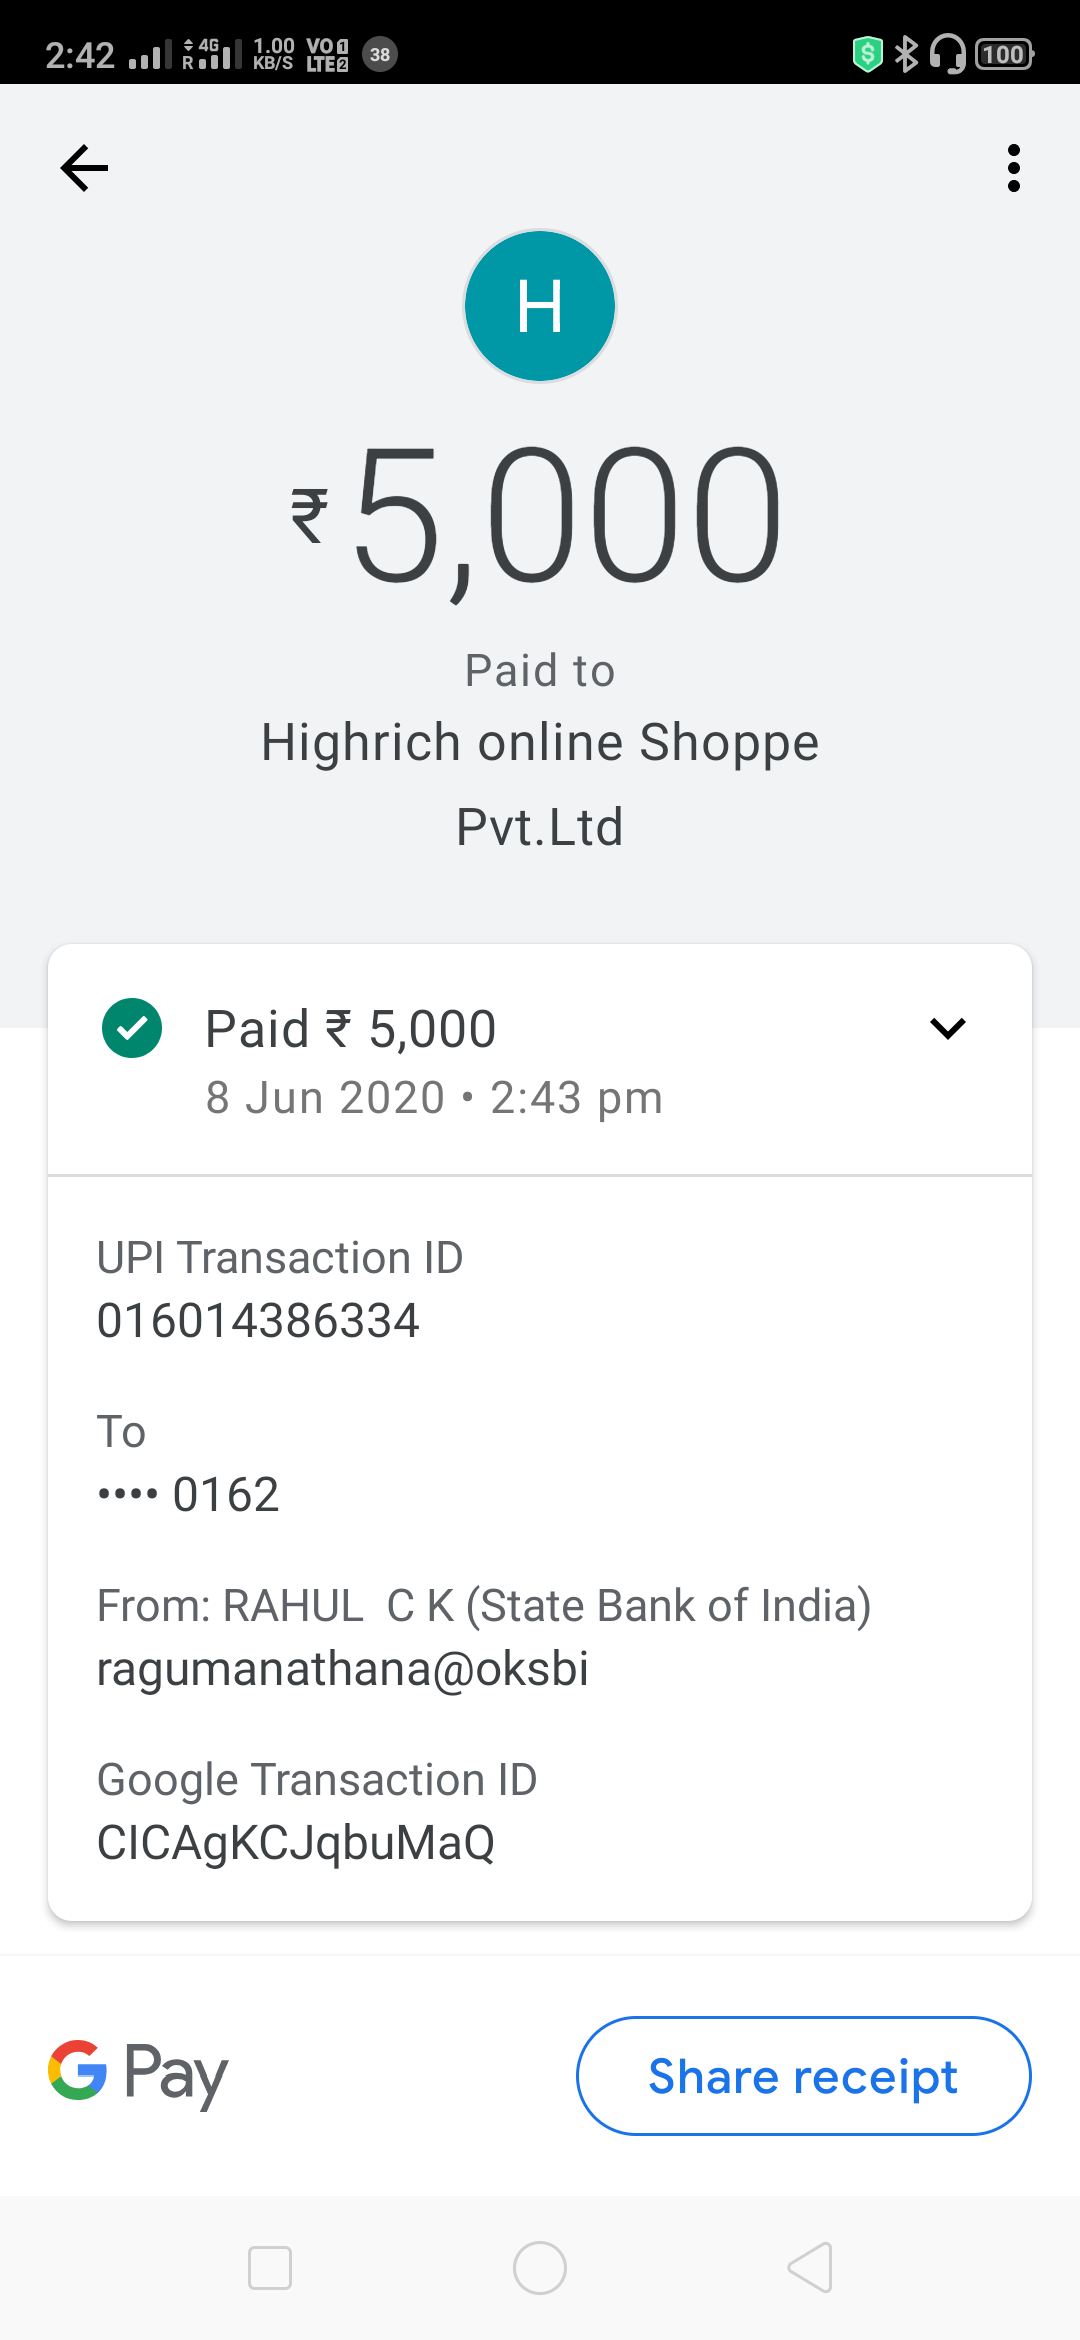 2:42 R 4G 1.00 KB/S VO LTE 1 2 38 $ 100
H
₹5,000
Paid to
Highrich online Shoppe
Pvt.Ltd
Paid ₹ 5,000
8 Jun 2020 • 2:43 pm
UPI Transaction ID
016014386334
To
•••• 0162
From: RAHUL  C K (State Bank of India)
ragumanathana@oksbi
Google Transaction ID
CICAgKCJqbuMaQ
G Pay
Share receipt